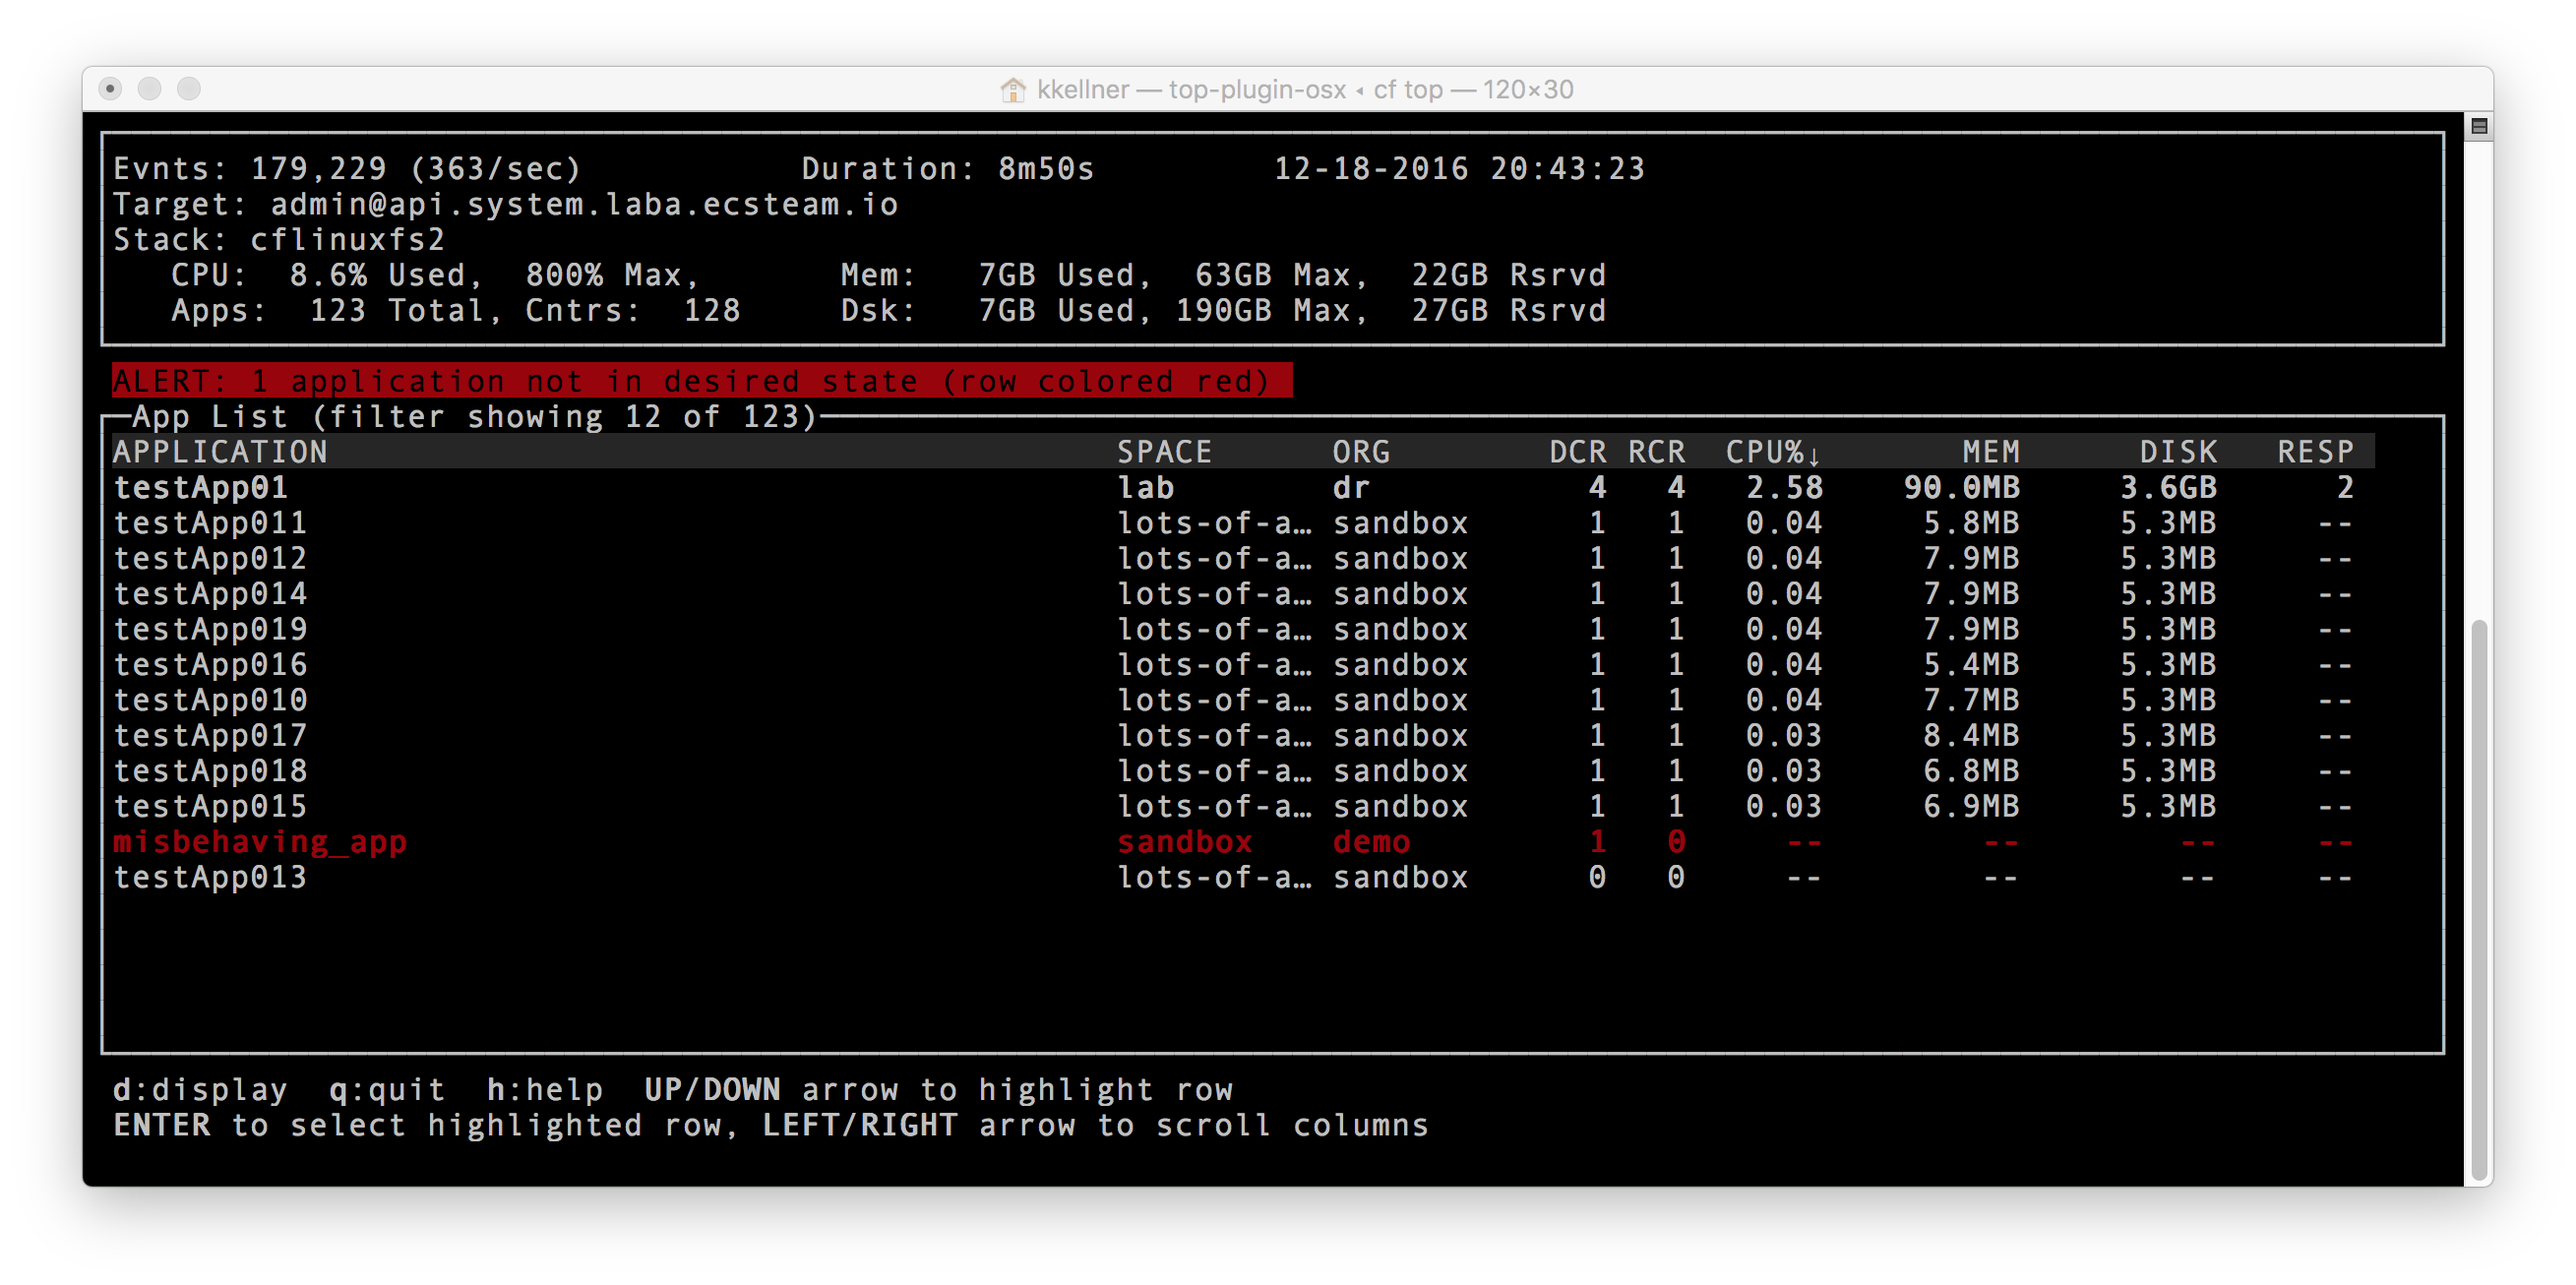 kkellner — top-plugin-osx ◂ cf top — 120×30
Evnts: 179,229 (363/sec) Duration: 8m50s 12-18-2016 20:43:23
Target: admin@api.system.laba.ecsteam.io
Stack: cflinuxfs2
CPU: 8.6% Used, 800% Max, Mem: 7GB Used, 63GB Max, 22GB Rsrvd
Apps: 123 Total, Cntrs: 128 Dsk: 7GB Used, 190GB Max, 27GB Rsrvd
ALERT: 1 application not in desired state (row colored red)
App List (filter showing 12 of 123)
APPLICATION SPACE ORG DCR RCR CPU%↓ MEM DISK RESP
testApp01 lab dr 4 4 2.58 90.0MB 3.6GB 2
testApp011 lots-of-a… sandbox 1 1 0.04 5.8MB 5.3MB --
testApp012 lots-of-a… sandbox 1 1 0.04 7.9MB 5.3MB --
testApp014 lots-of-a… sandbox 1 1 0.04 7.9MB 5.3MB --
testApp019 lots-of-a… sandbox 1 1 0.04 7.9MB 5.3MB --
testApp016 lots-of-a… sandbox 1 1 0.04 5.4MB 5.3MB --
testApp010 lots-of-a… sandbox 1 1 0.04 7.7MB 5.3MB --
testApp017 lots-of-a… sandbox 1 1 0.03 8.4MB 5.3MB --
testApp018 lots-of-a… sandbox 1 1 0.03 6.8MB 5.3MB --
testApp015 lots-of-a… sandbox 1 1 0.03 6.9MB 5.3MB --
misbehaving_app sandbox demo 1 0 -- -- -- --
testApp013 lots-of-a… sandbox 0 0 -- -- -- --
d:display q:quit h:help UP/DOWN arrow to highlight row
ENTER to select highlighted row, LEFT/RIGHT arrow to scroll columns